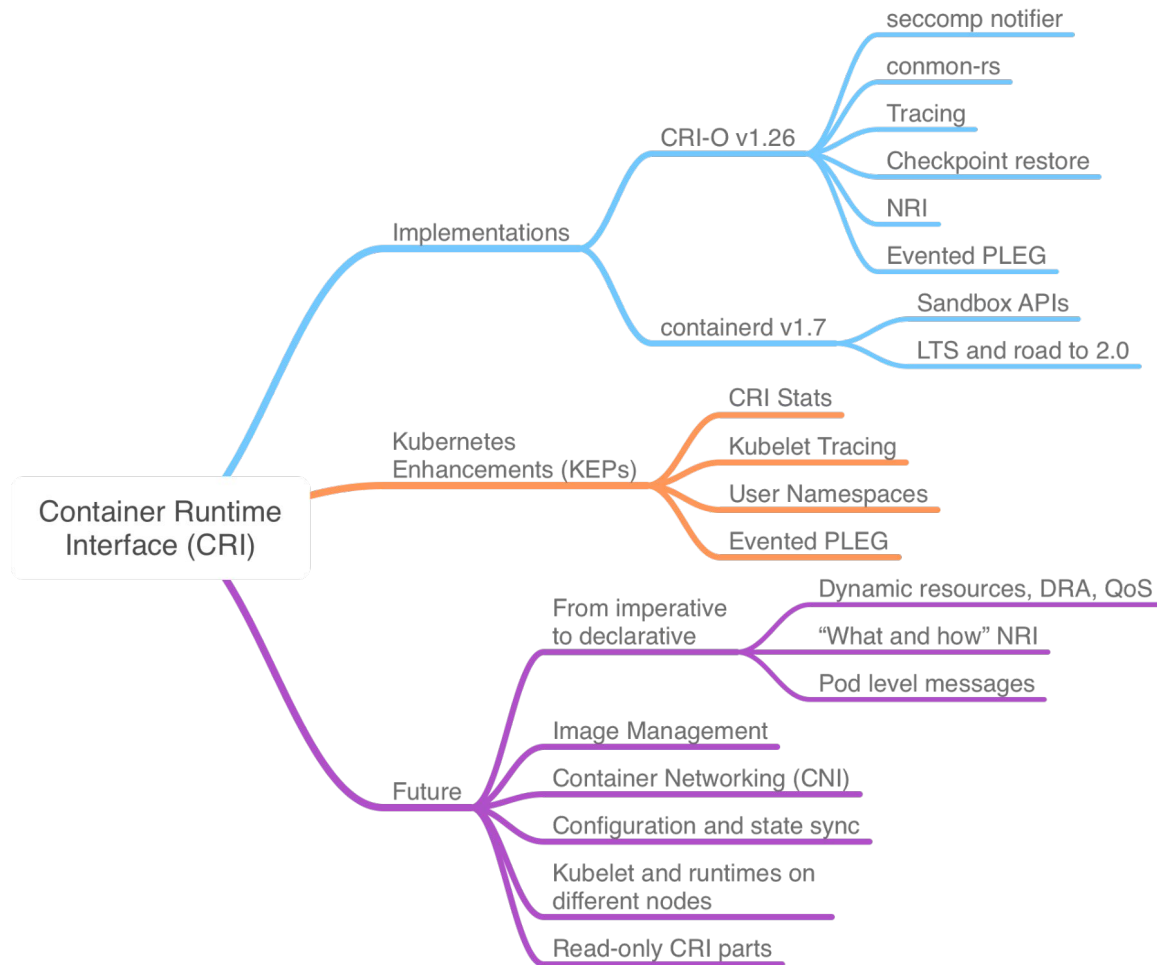 seccomp notifier
conmon-rs
Tracing
CRI-O v1.26
Checkpoint restore
NRI
Implementations
Evented PLEG
Sandbox APIs
containerd v1.7
LTS and road to 2.0
CRI Stats
Kubernetes
Enhancements (KEPs)
Kubelet Tracing
User Namespaces
Evented PLEG
Container Runtime
Interface (CRI)
Dynamic resources, DRA, QoS
From imperative
to declarative
“What and how” NRI
Pod level messages
Image Management
Container Networking (CNI)
Future
Configuration and state sync
Kubelet and runtimes on
different nodes
Read-only CRI parts